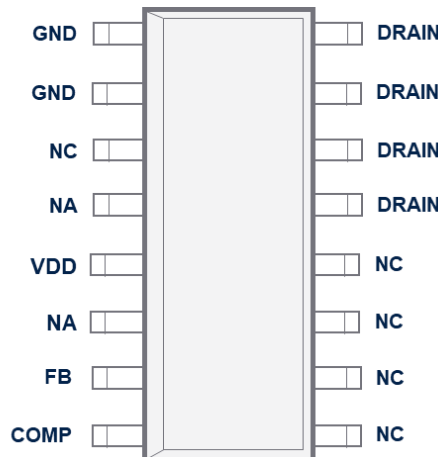 GND DRAIN
GND DRAIN
NC DRAIN
NA DRAIN
VDD NC
NA NC
FB NC
COMP NC